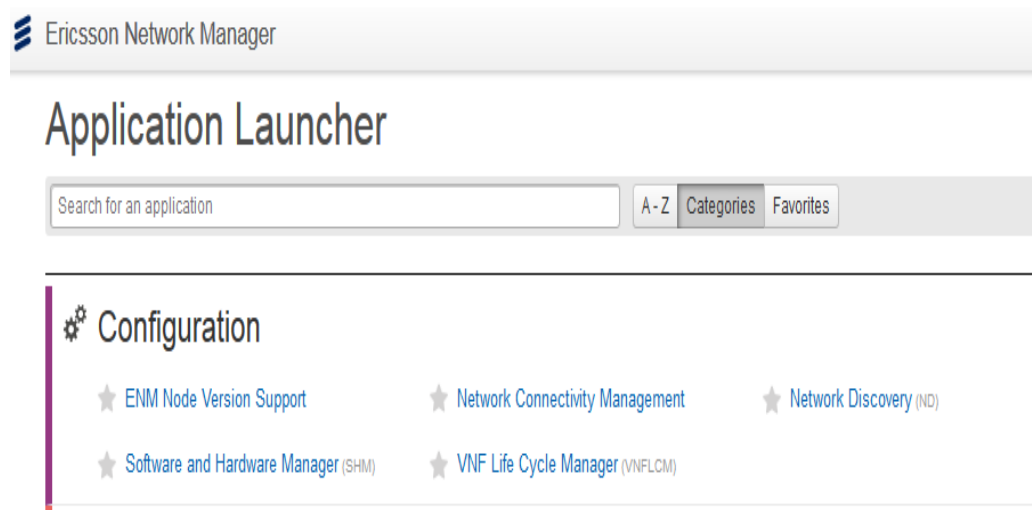 Ericsson Network Manager
Application Launcher
Search for an application A - Z Categories Favorites
Configuration
ENM Node Version Support Network Connectivity Management Network Discovery (ND)
Software and Hardware Manager (SHM) VNF Life Cycle Manager (VNFLCM)